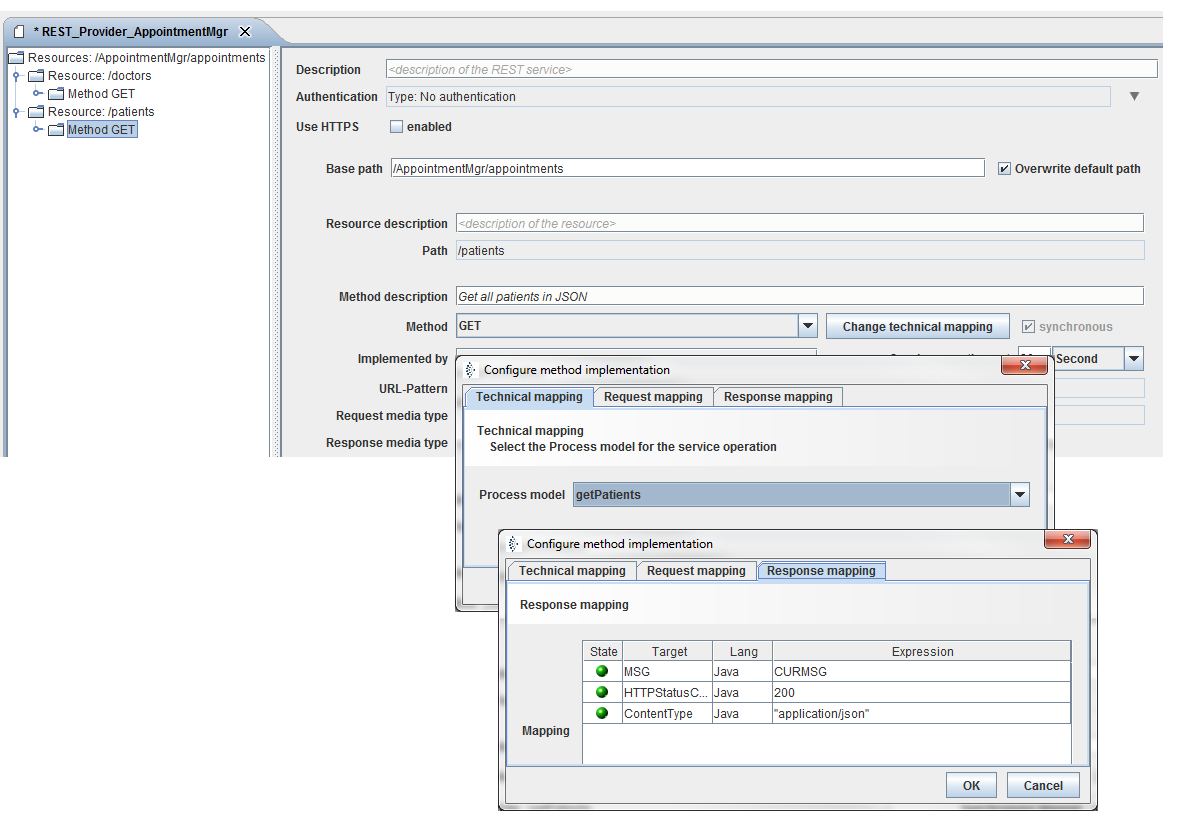 * REST_Provider_AppointmentMgr
Resources: /AppointmentMgr/appointments
Resource: /doctors
Method GET
Resource: /patients
Method GET
Description <description of the REST service>
Authentication Type: No authentication
Use HTTPS enabled
Base path /AppointmentMgr/appointments Overwrite default path
Resource description <description of the resource>
Path /patients
Method description Get all patients in JSON
Method GET Change technical mapping synchronous
Implemented by Second
URL-Pattern
Request media type
Response media type
Configure method implementation
Technical mapping Request mapping Response mapping
Technical mapping
Select the Process model for the service operation
Process model getPatients
Configure method implementation
Technical mapping Request mapping Response mapping
Response mapping
State Target Lang Expression
MSG Java CURMSG
HTTPStatusC... Java 200
ContentType Java "application/json"
Mapping
OK Cancel